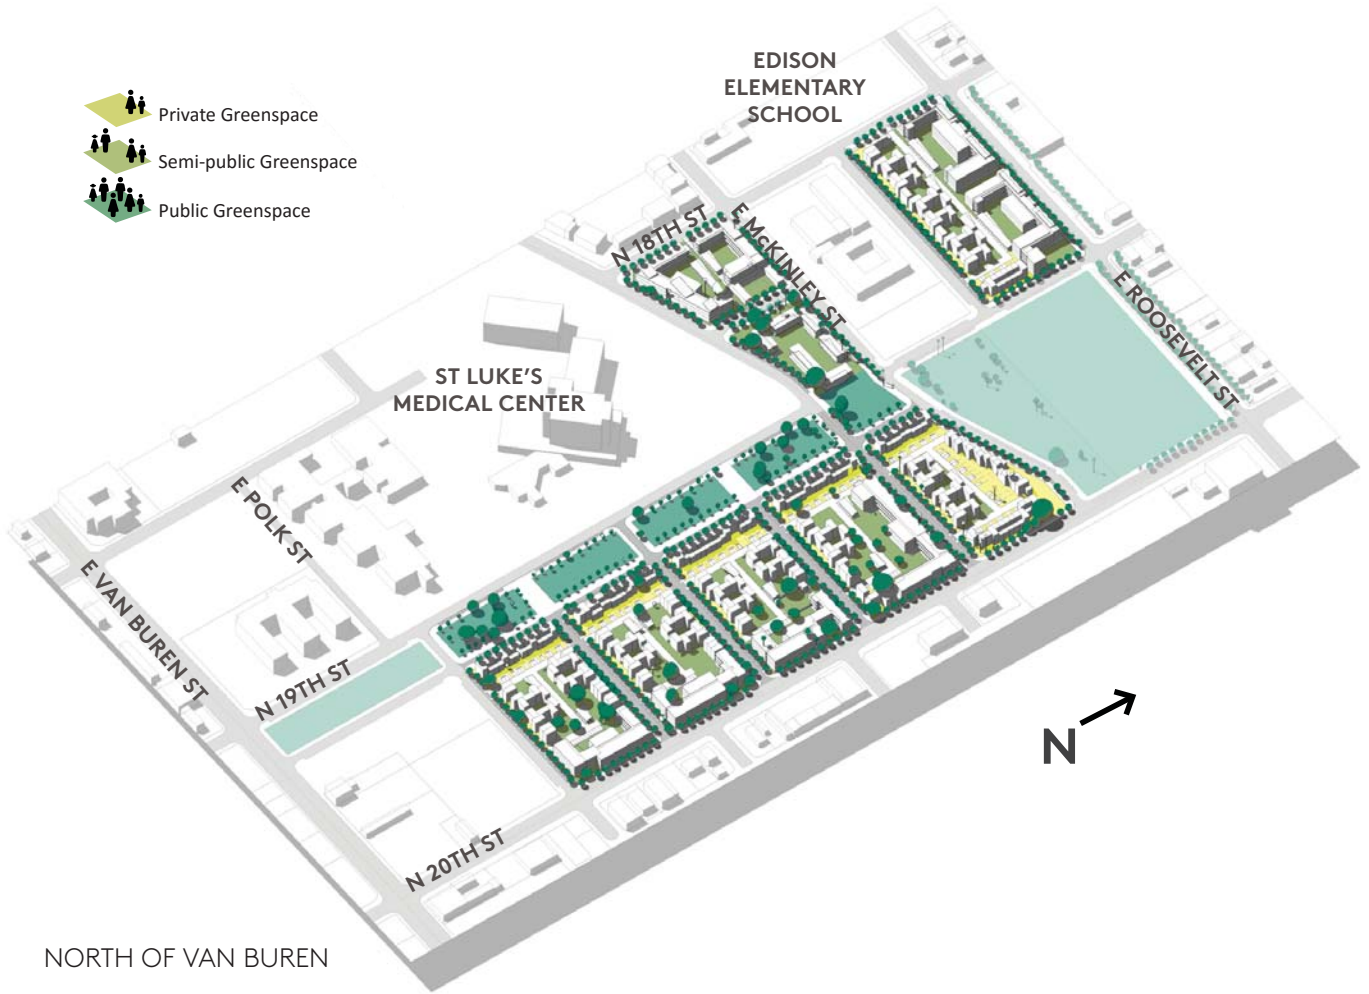 EDISON
ELEMENTARY
SCHOOL
Private Greenspace
Semi-public Greenspace
Public Greenspace
N 18TH ST
E McKINLEY ST
E ROOSEVELT ST
ST LUKE'S
MEDICAL CENTER
E POLK ST
E VAN BUREN ST
N 19TH ST
N
N 20TH ST
NORTH OF VAN BUREN